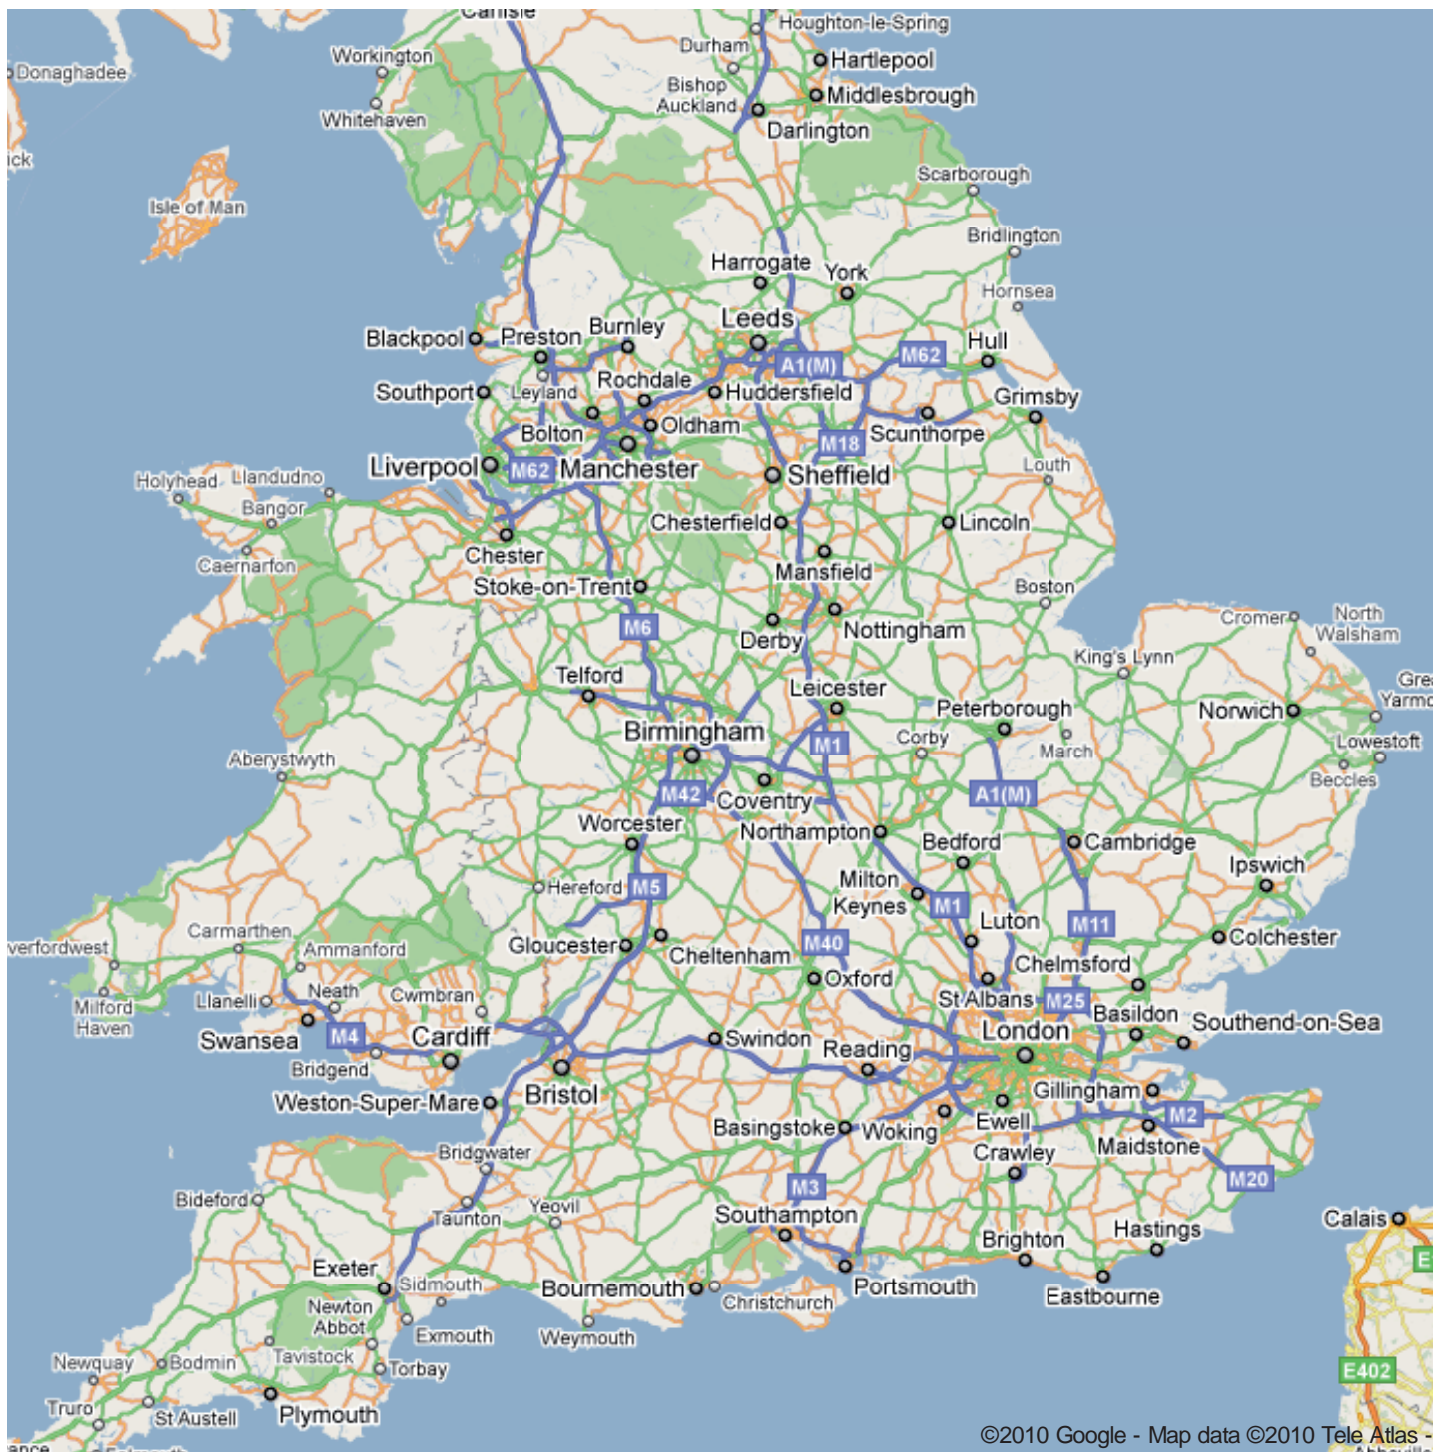 Carlisle
Houghton-le-Spring
Durham
Workington
Hartlepool
Donaghadee
Bishop
Auckland
Middlesbrough
Whitehaven
Darlington
ick
Scarborough
Isle of Man
Bridlington
Harrogate
York
Hornsea
Leeds
Burnley
Blackpool
Preston
Hull
M62
A1(M)
Rochdale
Southport
Leyland
Huddersfield
Grimsby
Oldham
Bolton
Scunthorpe
M18
Liverpool
M62
Manchester
Sheffield
Louth
Holyhead
Llandudno
Bangor
Chesterfield
Lincoln
Chester
Caernarfon
Mansfield
Stoke-on-Trent
Boston
M6
Derby
Nottingham
Cromer
North
Walsham
King's Lynn
Telford
Leicester
Grea
Yarmo
Peterborough
Norwich
Birmingham
M1
Corby
March
Lowestoft
Aberystwyth
Beccles
M42
Coventry
A1(M)
Worcester
Northampton
Bedford
Cambridge
Ipswich
Hereford
M5
Milton
Keynes
M1
Luton
M11
Carmarthen
verfordwest
Ammanford
Gloucester
Cheltenham
M40
Colchester
Chelmsford
Oxford
Milford
Haven
Llanelli
Neath
Cwmbran
St Albans
M25
Basildon
Swansea
M4
Cardiff
Swindon
Reading
London
Southend-on-Sea
Bridgend
Bristol
Gillingham
Weston-Super-Mare
Basingstoke
Woking
Ewell
M2
Maidstone
Bridgwater
Crawley
M20
M3
Bideford
Taunton
Yeovil
Southampton
Calais
Hastings
Brighton
E
Exeter
Sidmouth
Bournemouth
Portsmouth
Eastbourne
Newton
Abbot
Christchurch
Exmouth
Weymouth
Tavistock
Newquay
Bodmin
Torbay
E402
Truro
St Austell
Plymouth
©2010 Google - Map data ©2010 Tele Atlas -
ance